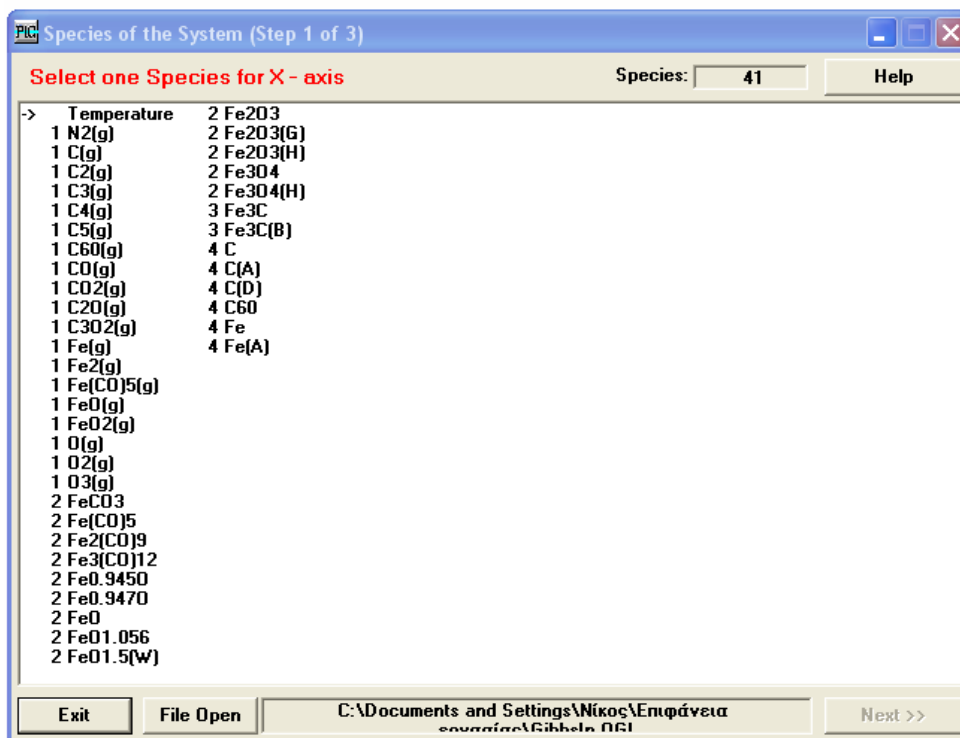 PIC Species of the System (Step 1 of 3)
Select one Species for X - axis
Species: 41
Help
-> Temperature
1 N2(g)
1 C(g)
1 C2(g)
1 C3(g)
1 C4(g)
1 C5(g)
1 C60(g)
1 CO(g)
1 CO2(g)
1 C2O(g)
1 C3O2(g)
1 Fe(g)
1 Fe2(g)
1 Fe(CO)5(g)
1 FeO(g)
1 FeO2(g)
1 O(g)
1 O2(g)
1 O3(g)
2 FeCO3
2 Fe(CO)5
2 Fe2(CO)9
2 Fe3(CO)12
2 Fe0.945O
2 Fe0.947O
2 FeO
2 FeO1.056
2 FeO1.5(W)
2 Fe2O3
2 Fe2O3(G)
2 Fe2O3(H)
2 Fe3O4
2 Fe3O4(H)
3 Fe3C
3 Fe3C(B)
4 C
4 C(A)
4 C(D)
4 C60
4 Fe
4 Fe(A)
Exit
File Open
C:\Documents and Settings\Νίκος\Επιφάνεια
εργασίας\GibbsIn.OGI
Next >>